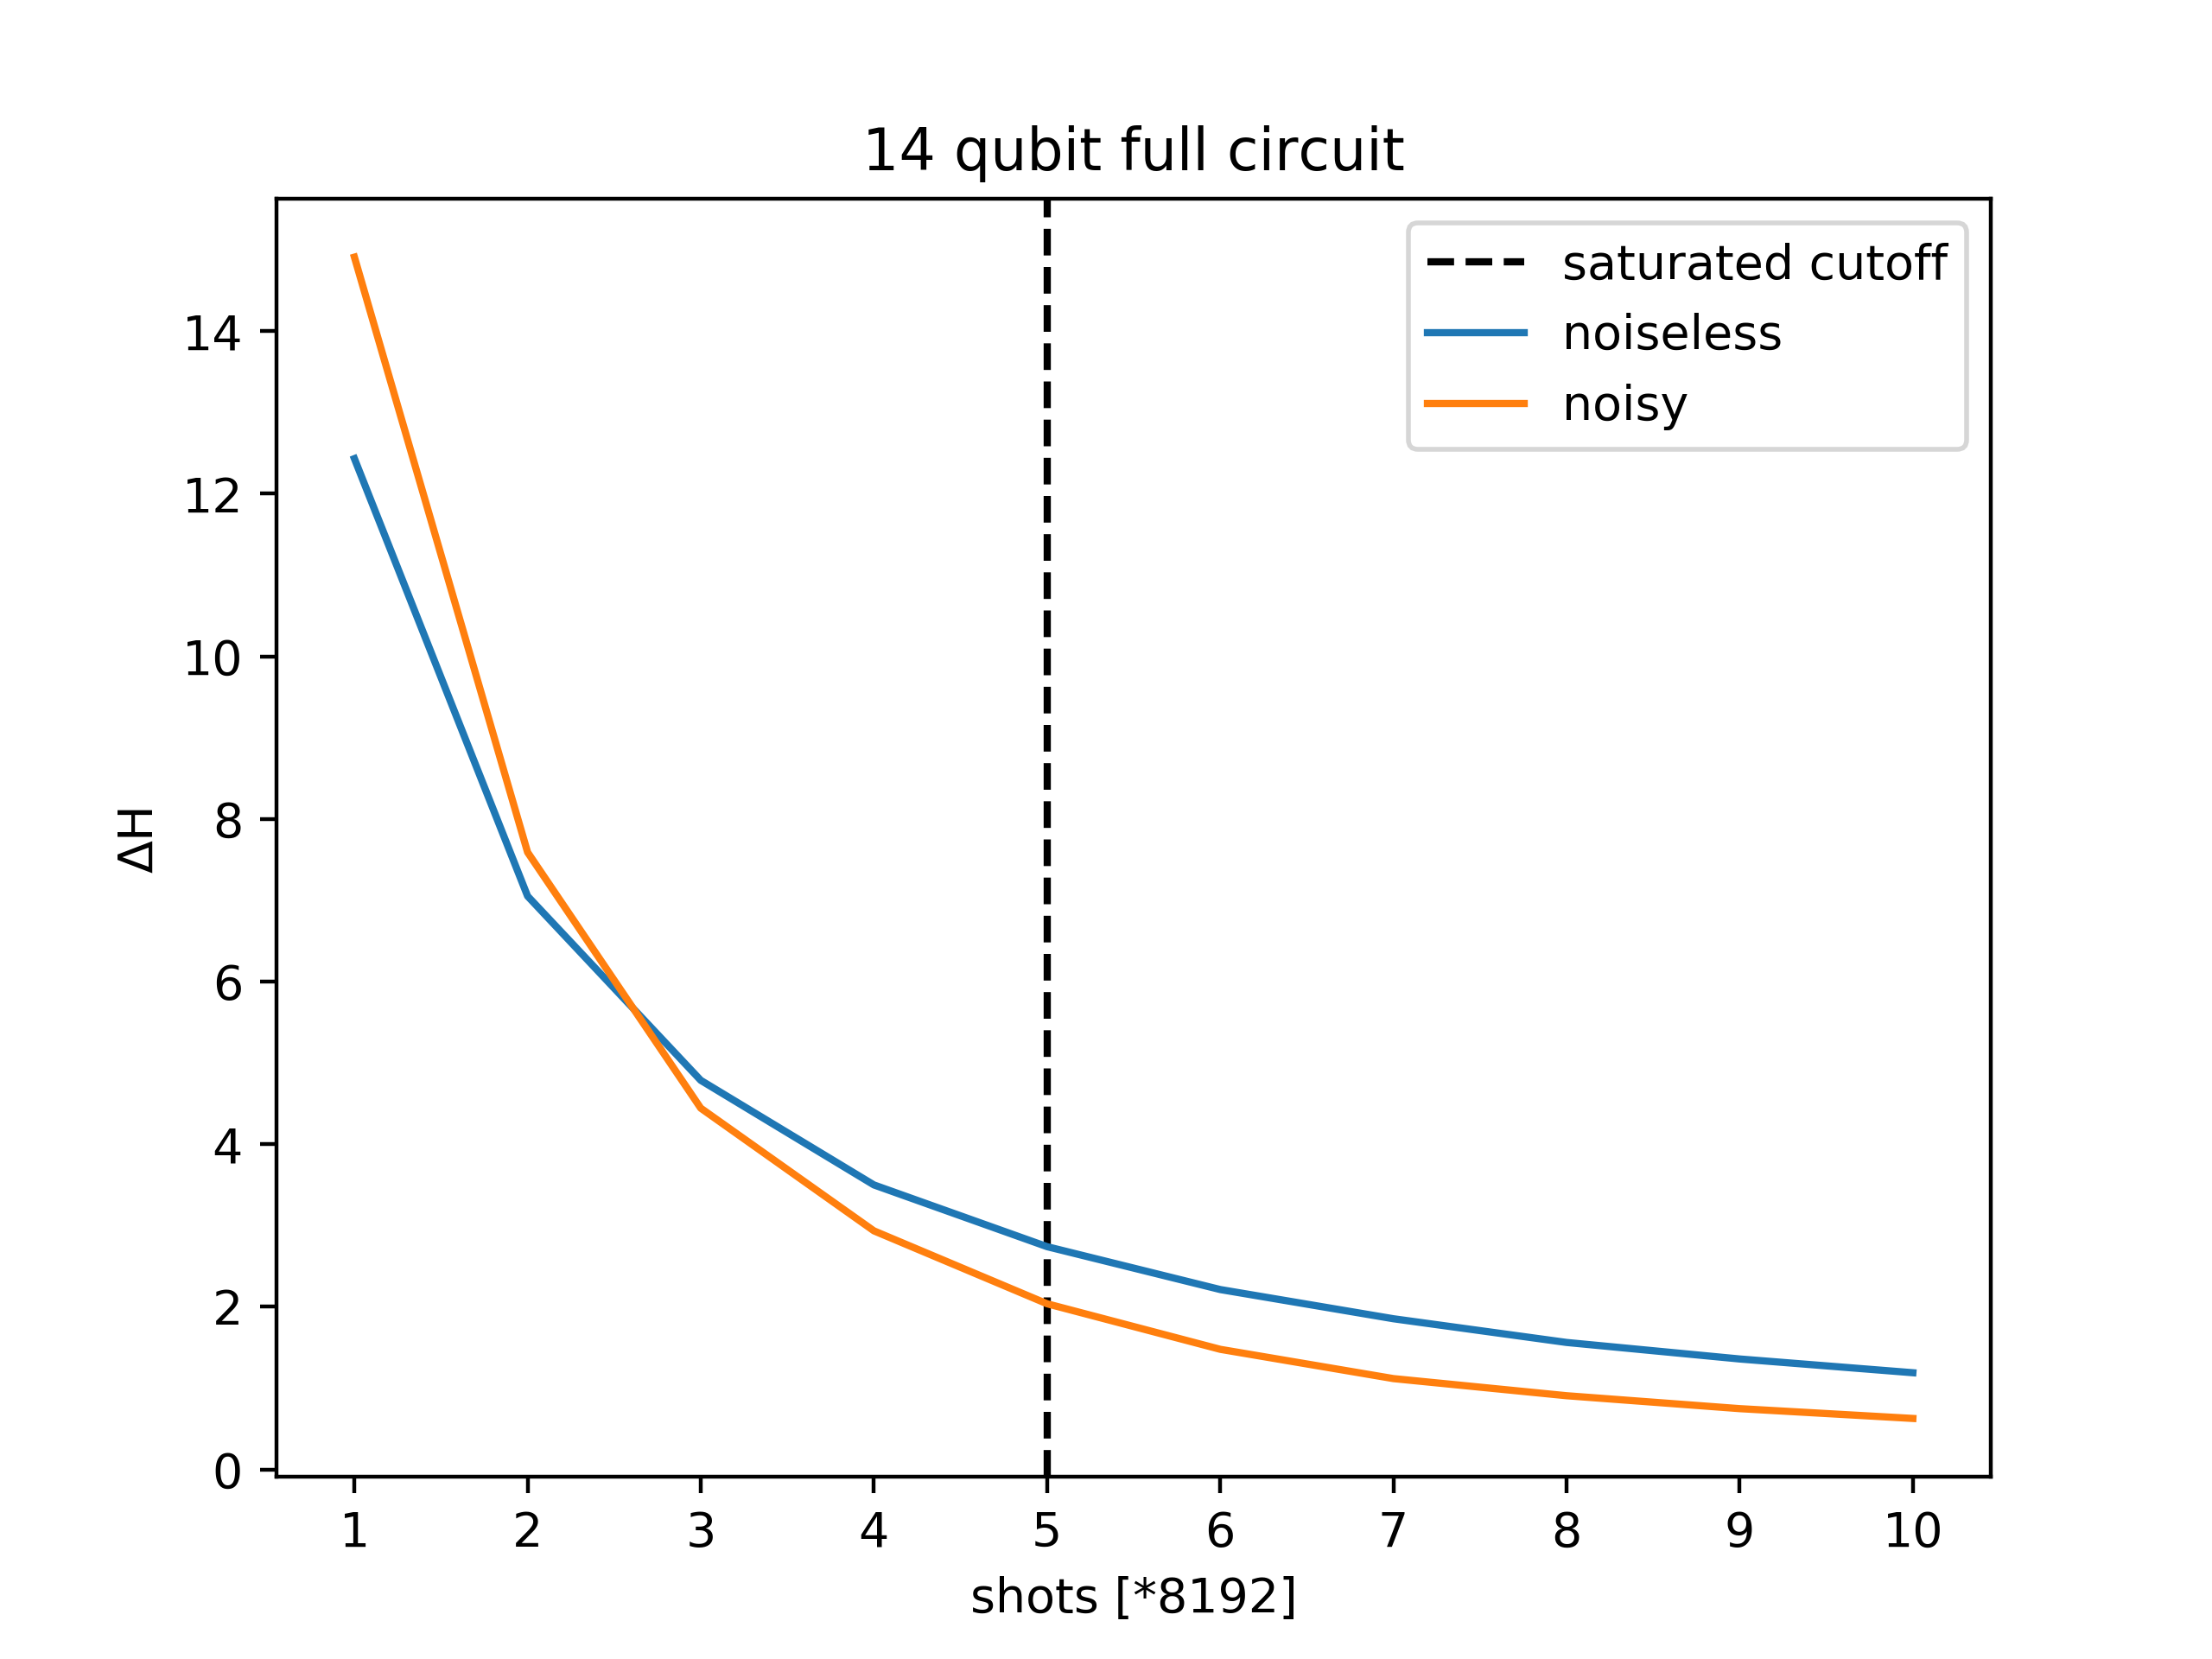 14 qubit full circuit
saturated cutoff
noiseless
noisy
ΔH
14
12
10
8
6
4
2
0
1 2 3 4 5 6 7 8 9 10
shots [*8192]